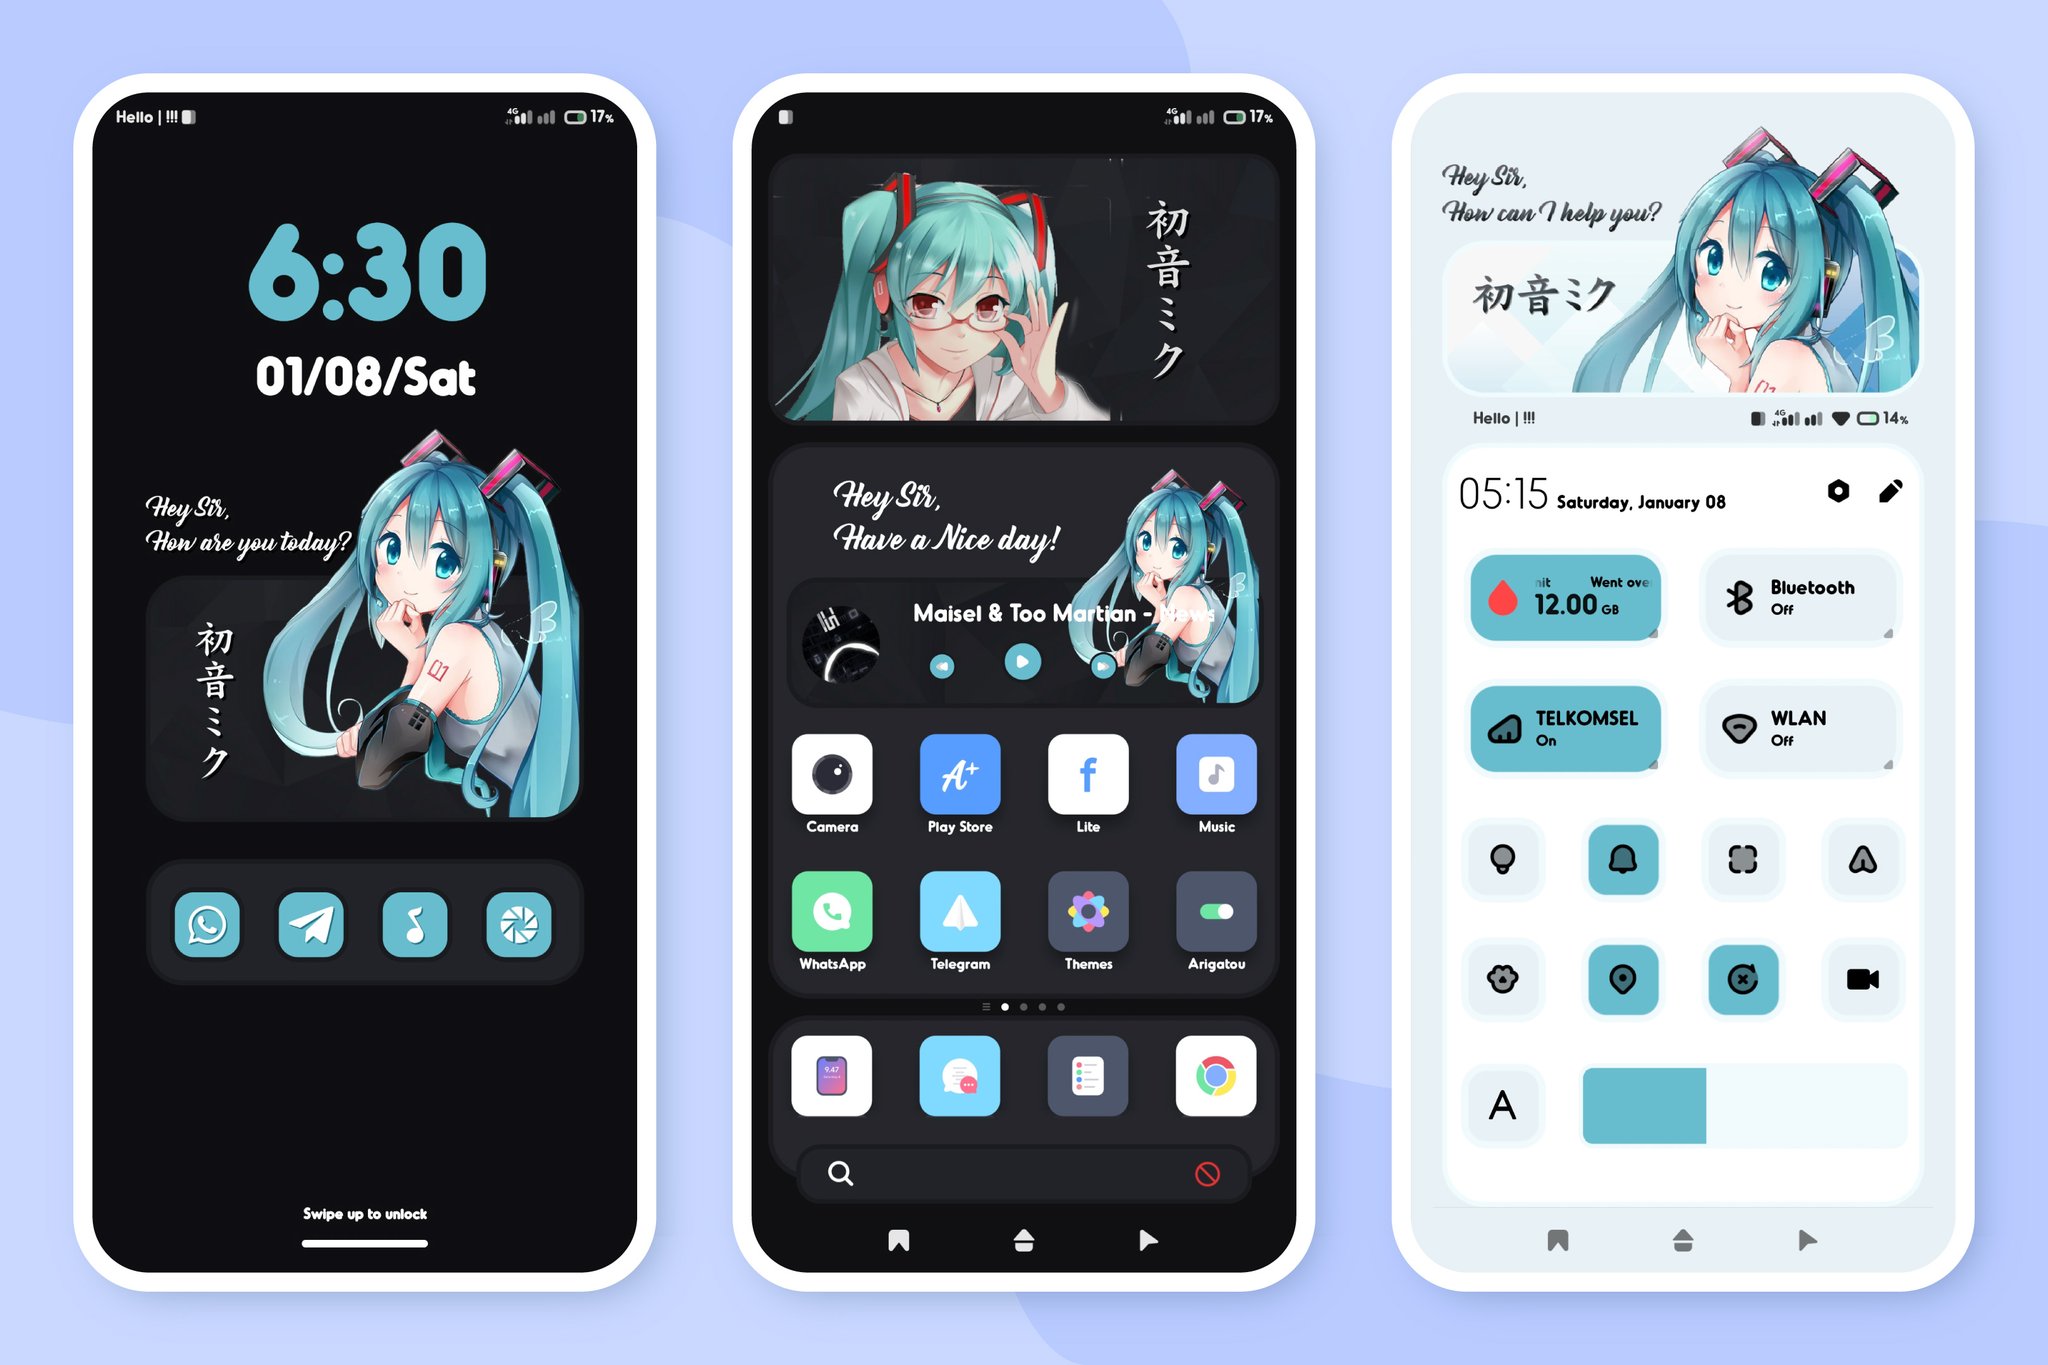 Hello | !!!
4G
17%
6:30
01/08/Sat
Hey Sir,
How are you today?
初音ミク
01
Swipe up to unlock
4G
17%
初音ミク
Hey Sir,
Have a Nice day!
Maisel & Too Martian - News
Camera
A+
Play Store
f
Lite
Music
WhatsApp
Telegram
Themes
Arigatou
9.47
Hey Sir,
How can I help you?
初音ミク
Hello | !!!
4G
14%
05:15 Saturday, January 08
nit Went ove
12.00 GB
Bluetooth
Off
TELKOMSEL
On
WLAN
Off
A